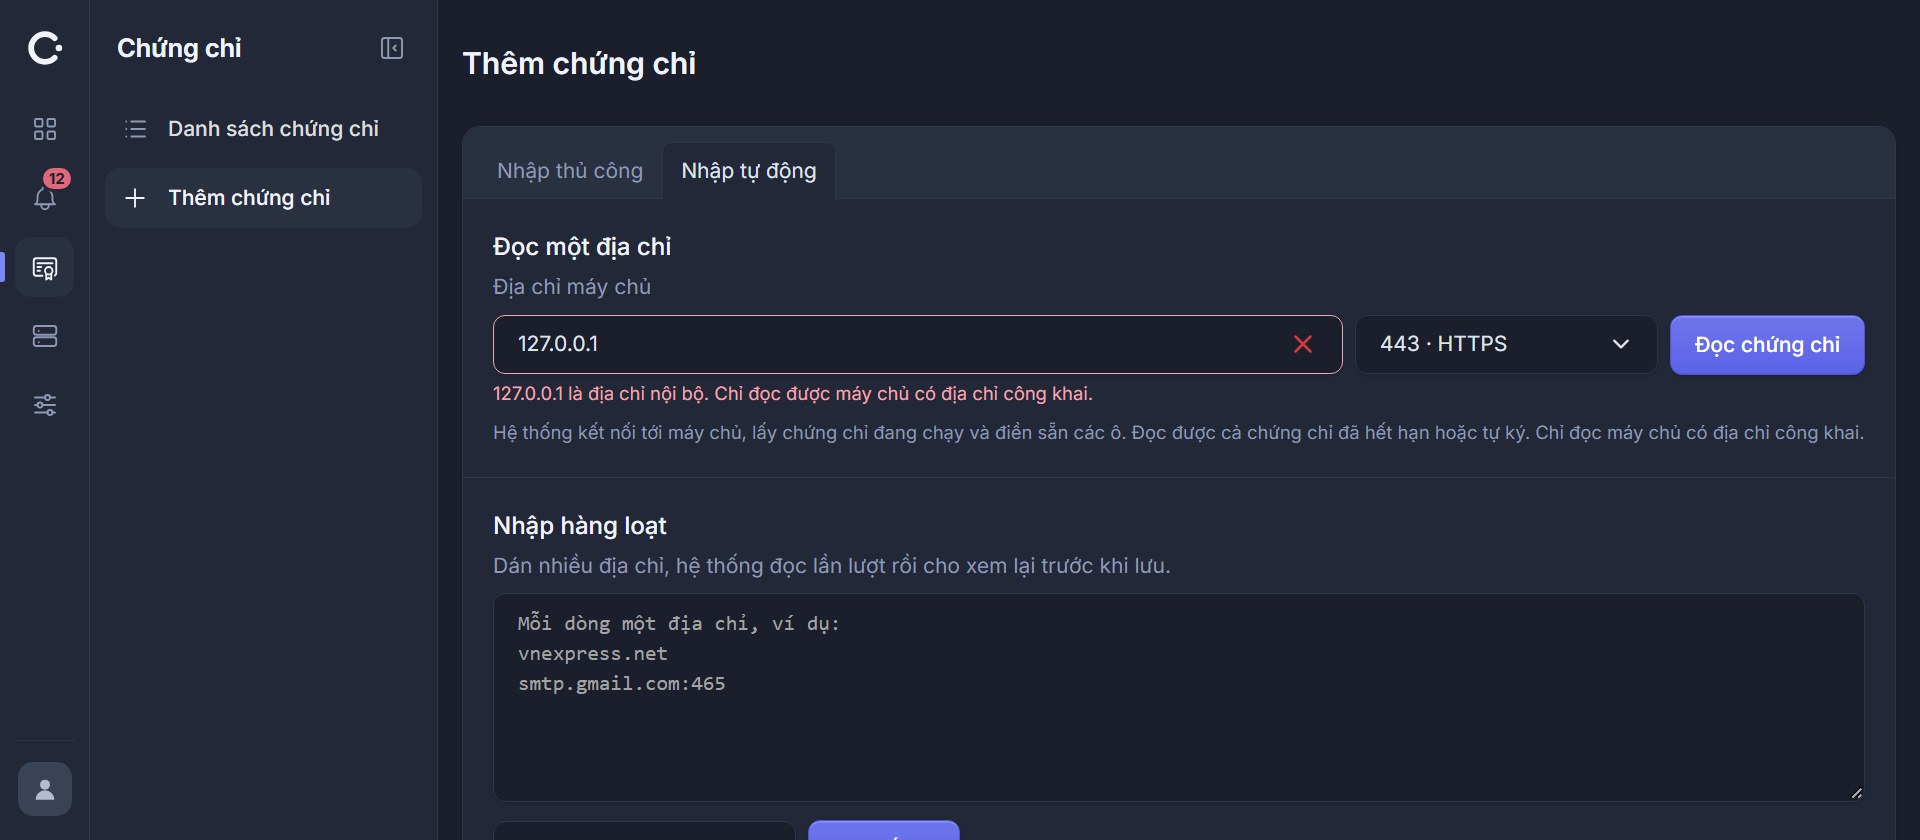 Chứng chỉ
Danh sách chứng chỉ
12
Thêm chứng chỉ
Thêm chứng chỉ
Nhập thủ công
Nhập tự động
Đọc một địa chỉ
Địa chỉ máy chủ
127.0.0.1
443 · HTTPS
Đọc chứng chỉ
127.0.0.1 là địa chỉ nội bộ. Chỉ đọc được máy chủ có địa chỉ công khai.
Hệ thống kết nối tới máy chủ, lấy chứng chỉ đang chạy và điền sẵn các ô. Đọc được cả chứng chỉ đã hết hạn hoặc tự ký. Chỉ đọc máy chủ có địa chỉ công khai.
Nhập hàng loạt
Dán nhiều địa chỉ, hệ thống đọc lần lượt rồi cho xem lại trước khi lưu.
Mỗi dòng một địa chỉ, ví dụ:
vnexpress.net
smtp.gmail.com:465